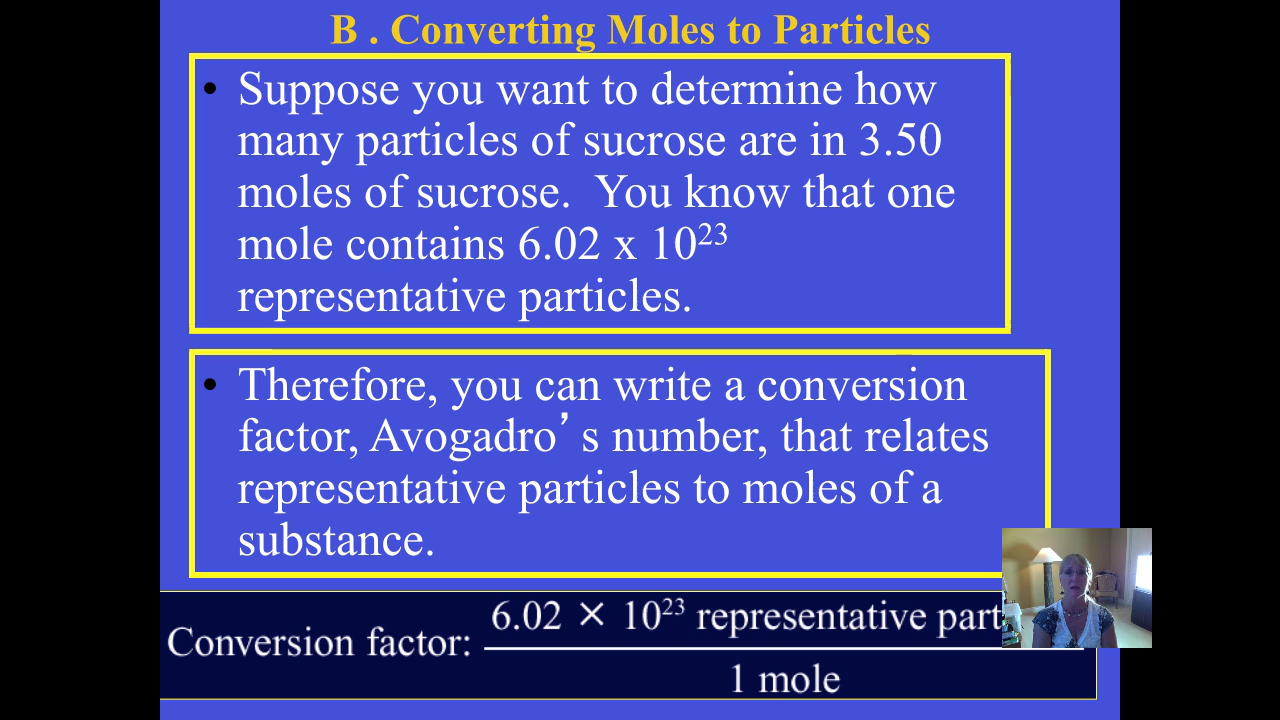 B . Converting Moles to Particles
• Suppose you want to determine how
many particles of sucrose are in 3.50
moles of sucrose.  You know that one
mole contains 6.02 x 10²³
representative particles.
• Therefore, you can write a conversion
factor, Avogadro’s number, that relates
representative particles to moles of a
substance.
6.02 × 10²³ representative part
Conversion factor:
1 mole